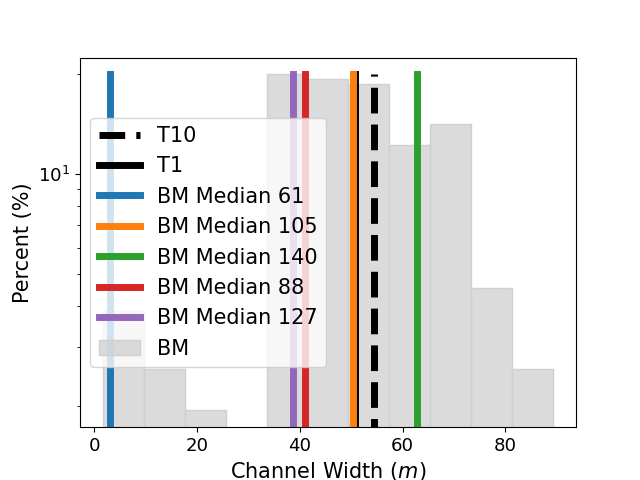 10¹
Percent (%)
T10
T1
BM Median 61
BM Median 105
BM Median 140
BM Median 88
BM Median 127
BM
0 20 40 60 80
Channel Width (m)